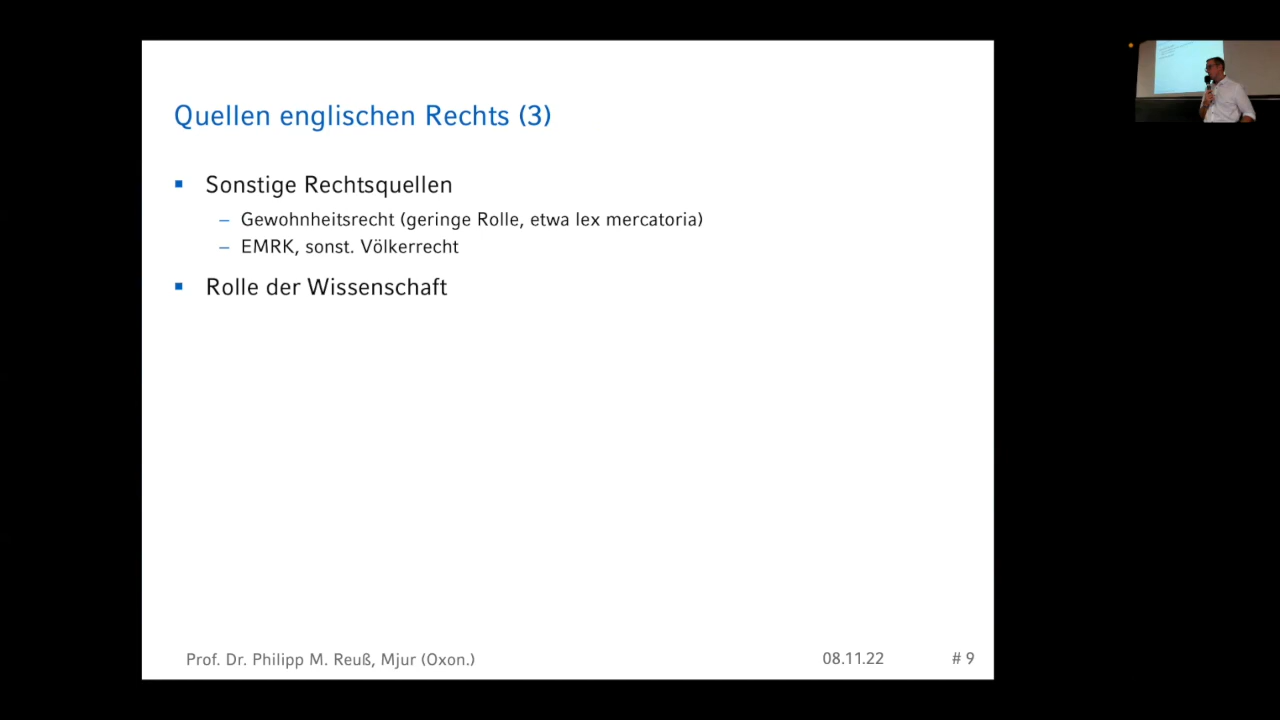 Quellen englischen Rechts (3)
Sonstige Rechtsquellen
– Gewohnheitsrecht (geringe Rolle, etwa lex mercatoria)
– EMRK, sonst. Völkerrecht
Rolle der Wissenschaft
Prof. Dr. Philipp M. Reuß, Mjur (Oxon.)
08.11.22
# 9